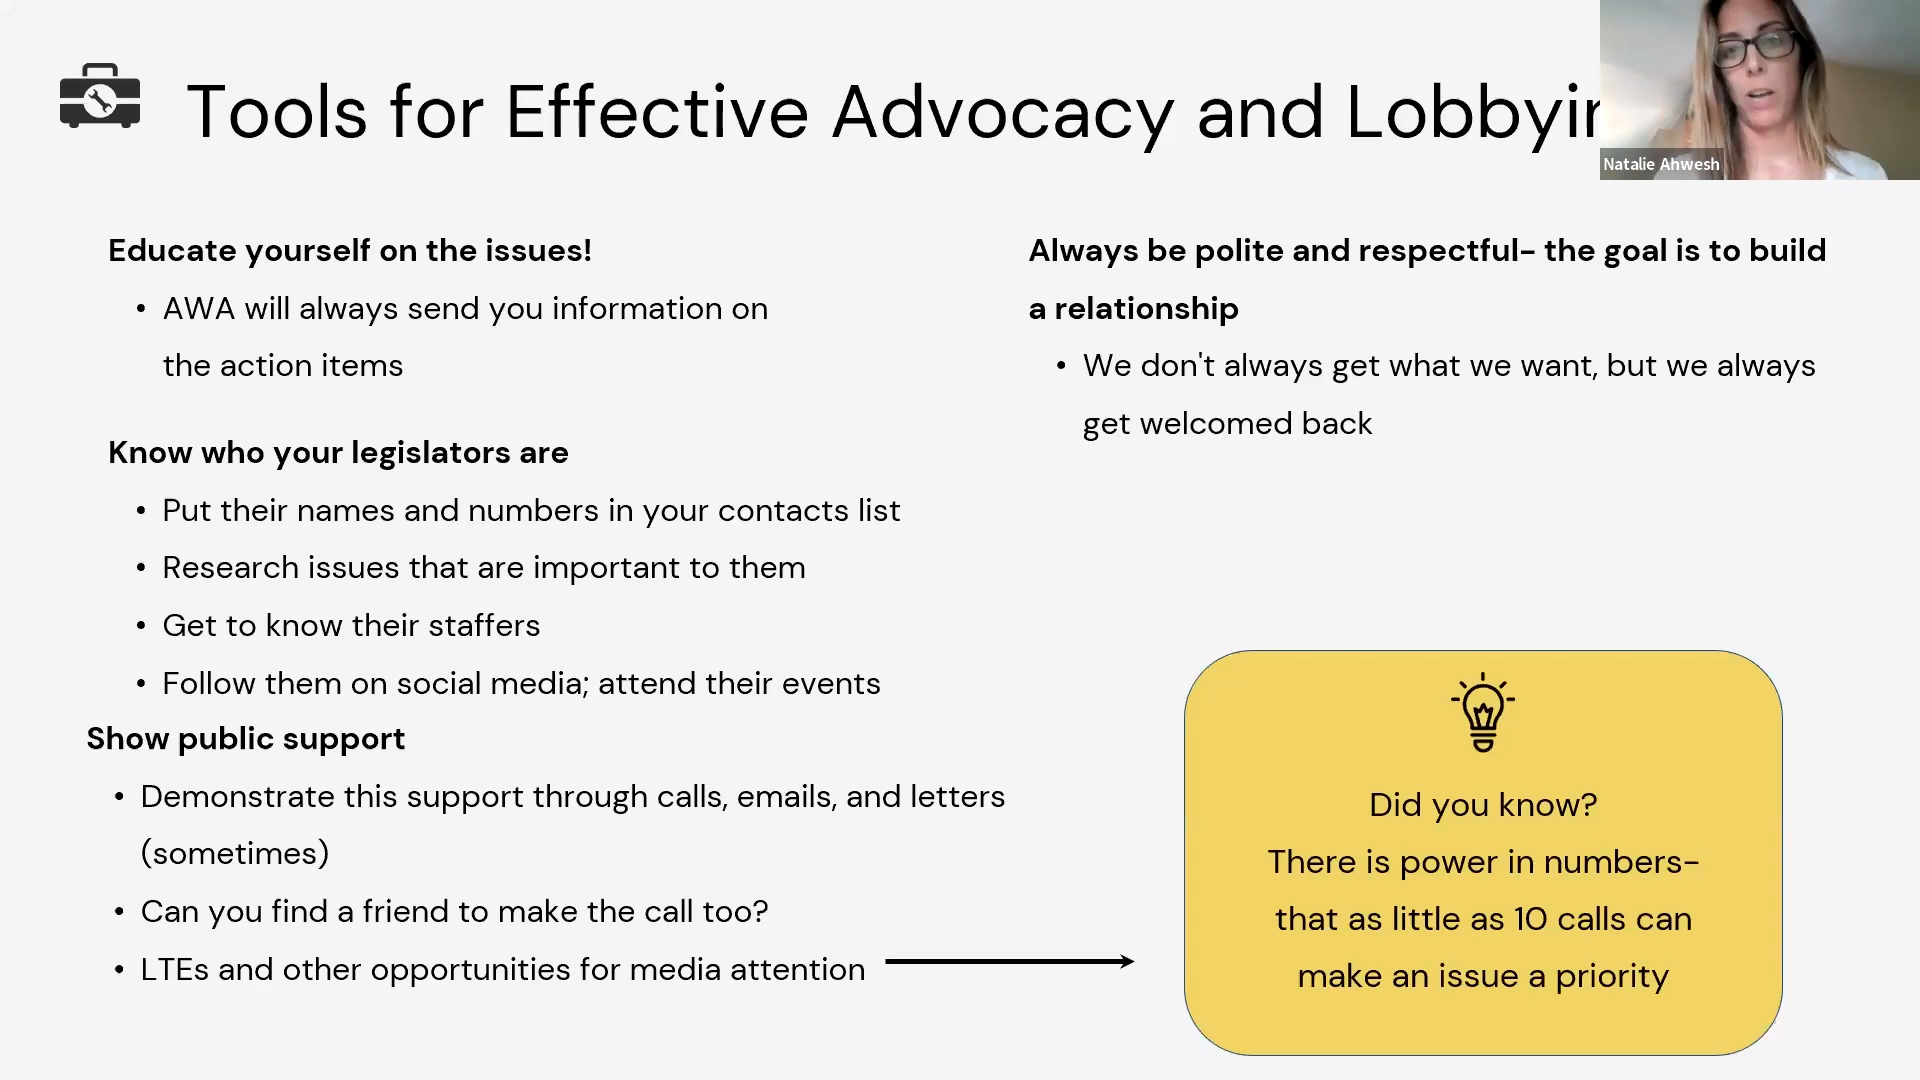 Tools for Effective Advocacy and
Natalie Ahwesh
Educate yourself on the issues!
• AWA will always send you information on
the action items
Know who your legislators are
• Put their names and numbers in your contacts list
• Research issues that are important to them
• Get to know their staffers
• Follow them on social media; attend their events
Show public support
• Demonstrate this support through calls, emails, and letters
(sometimes)
• Can you find a friend to make the call too?
• LTEs and other opportunities for media attention
Always be polite and respectful- the goal is to build
a relationship
• We don't always get what we want, but we always
get welcomed back
Did you know?
There is power in numbers-
that as little as 10 calls can
make an issue a priority